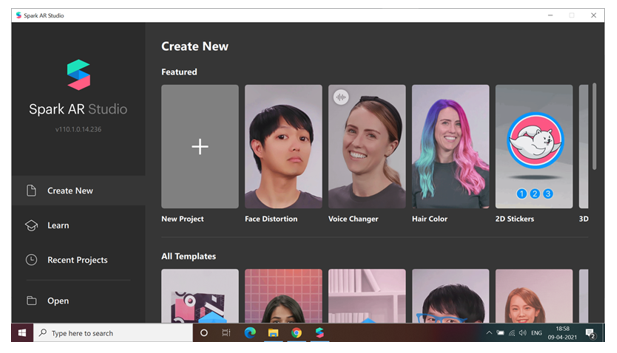 Spark AR Studio
Create New
Featured
Spark AR Studio
v110.1.0.14.236
New Project
Face Distortion
Voice Changer
Hair Color
1 2 3
2D Stickers
3D
Create New
Learn
Recent Projects
Open
All Templates
Type here to search
ENG
18:58
09-04-2021
2